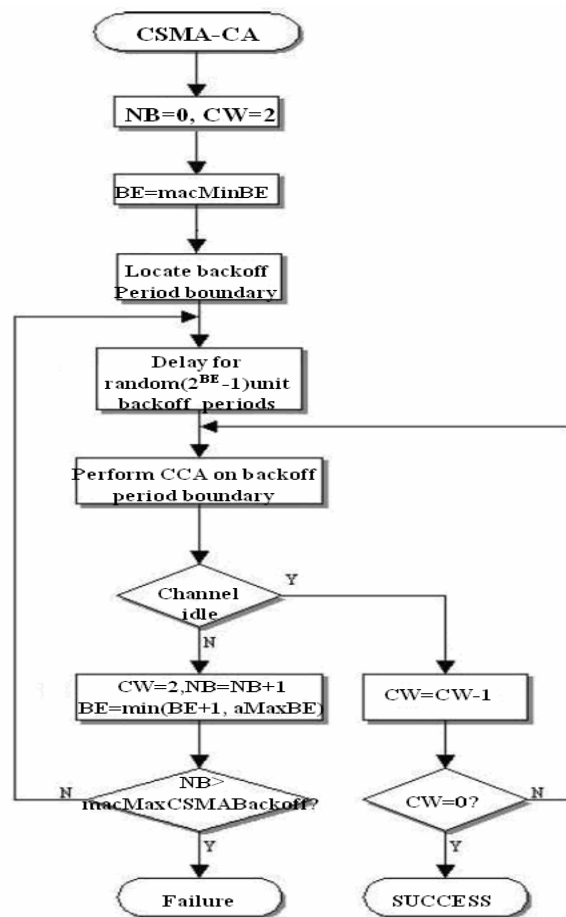 CSMA-CA
NB=0, CW=2
BE=macMinBE
Locate backoff
Period boundary
Delay for
random(2^BE-1)unit
backoff periods
Perform CCA on backoff
period boundary
Channel
idle
Y
N
CW=2,NB=NB+1
BE=min(BE+1, aMaxBE)
CW=CW-1
NB>
macMaxCSMABackoff?
N
Y
CW=0?
N
Y
Failure
SUCCESS